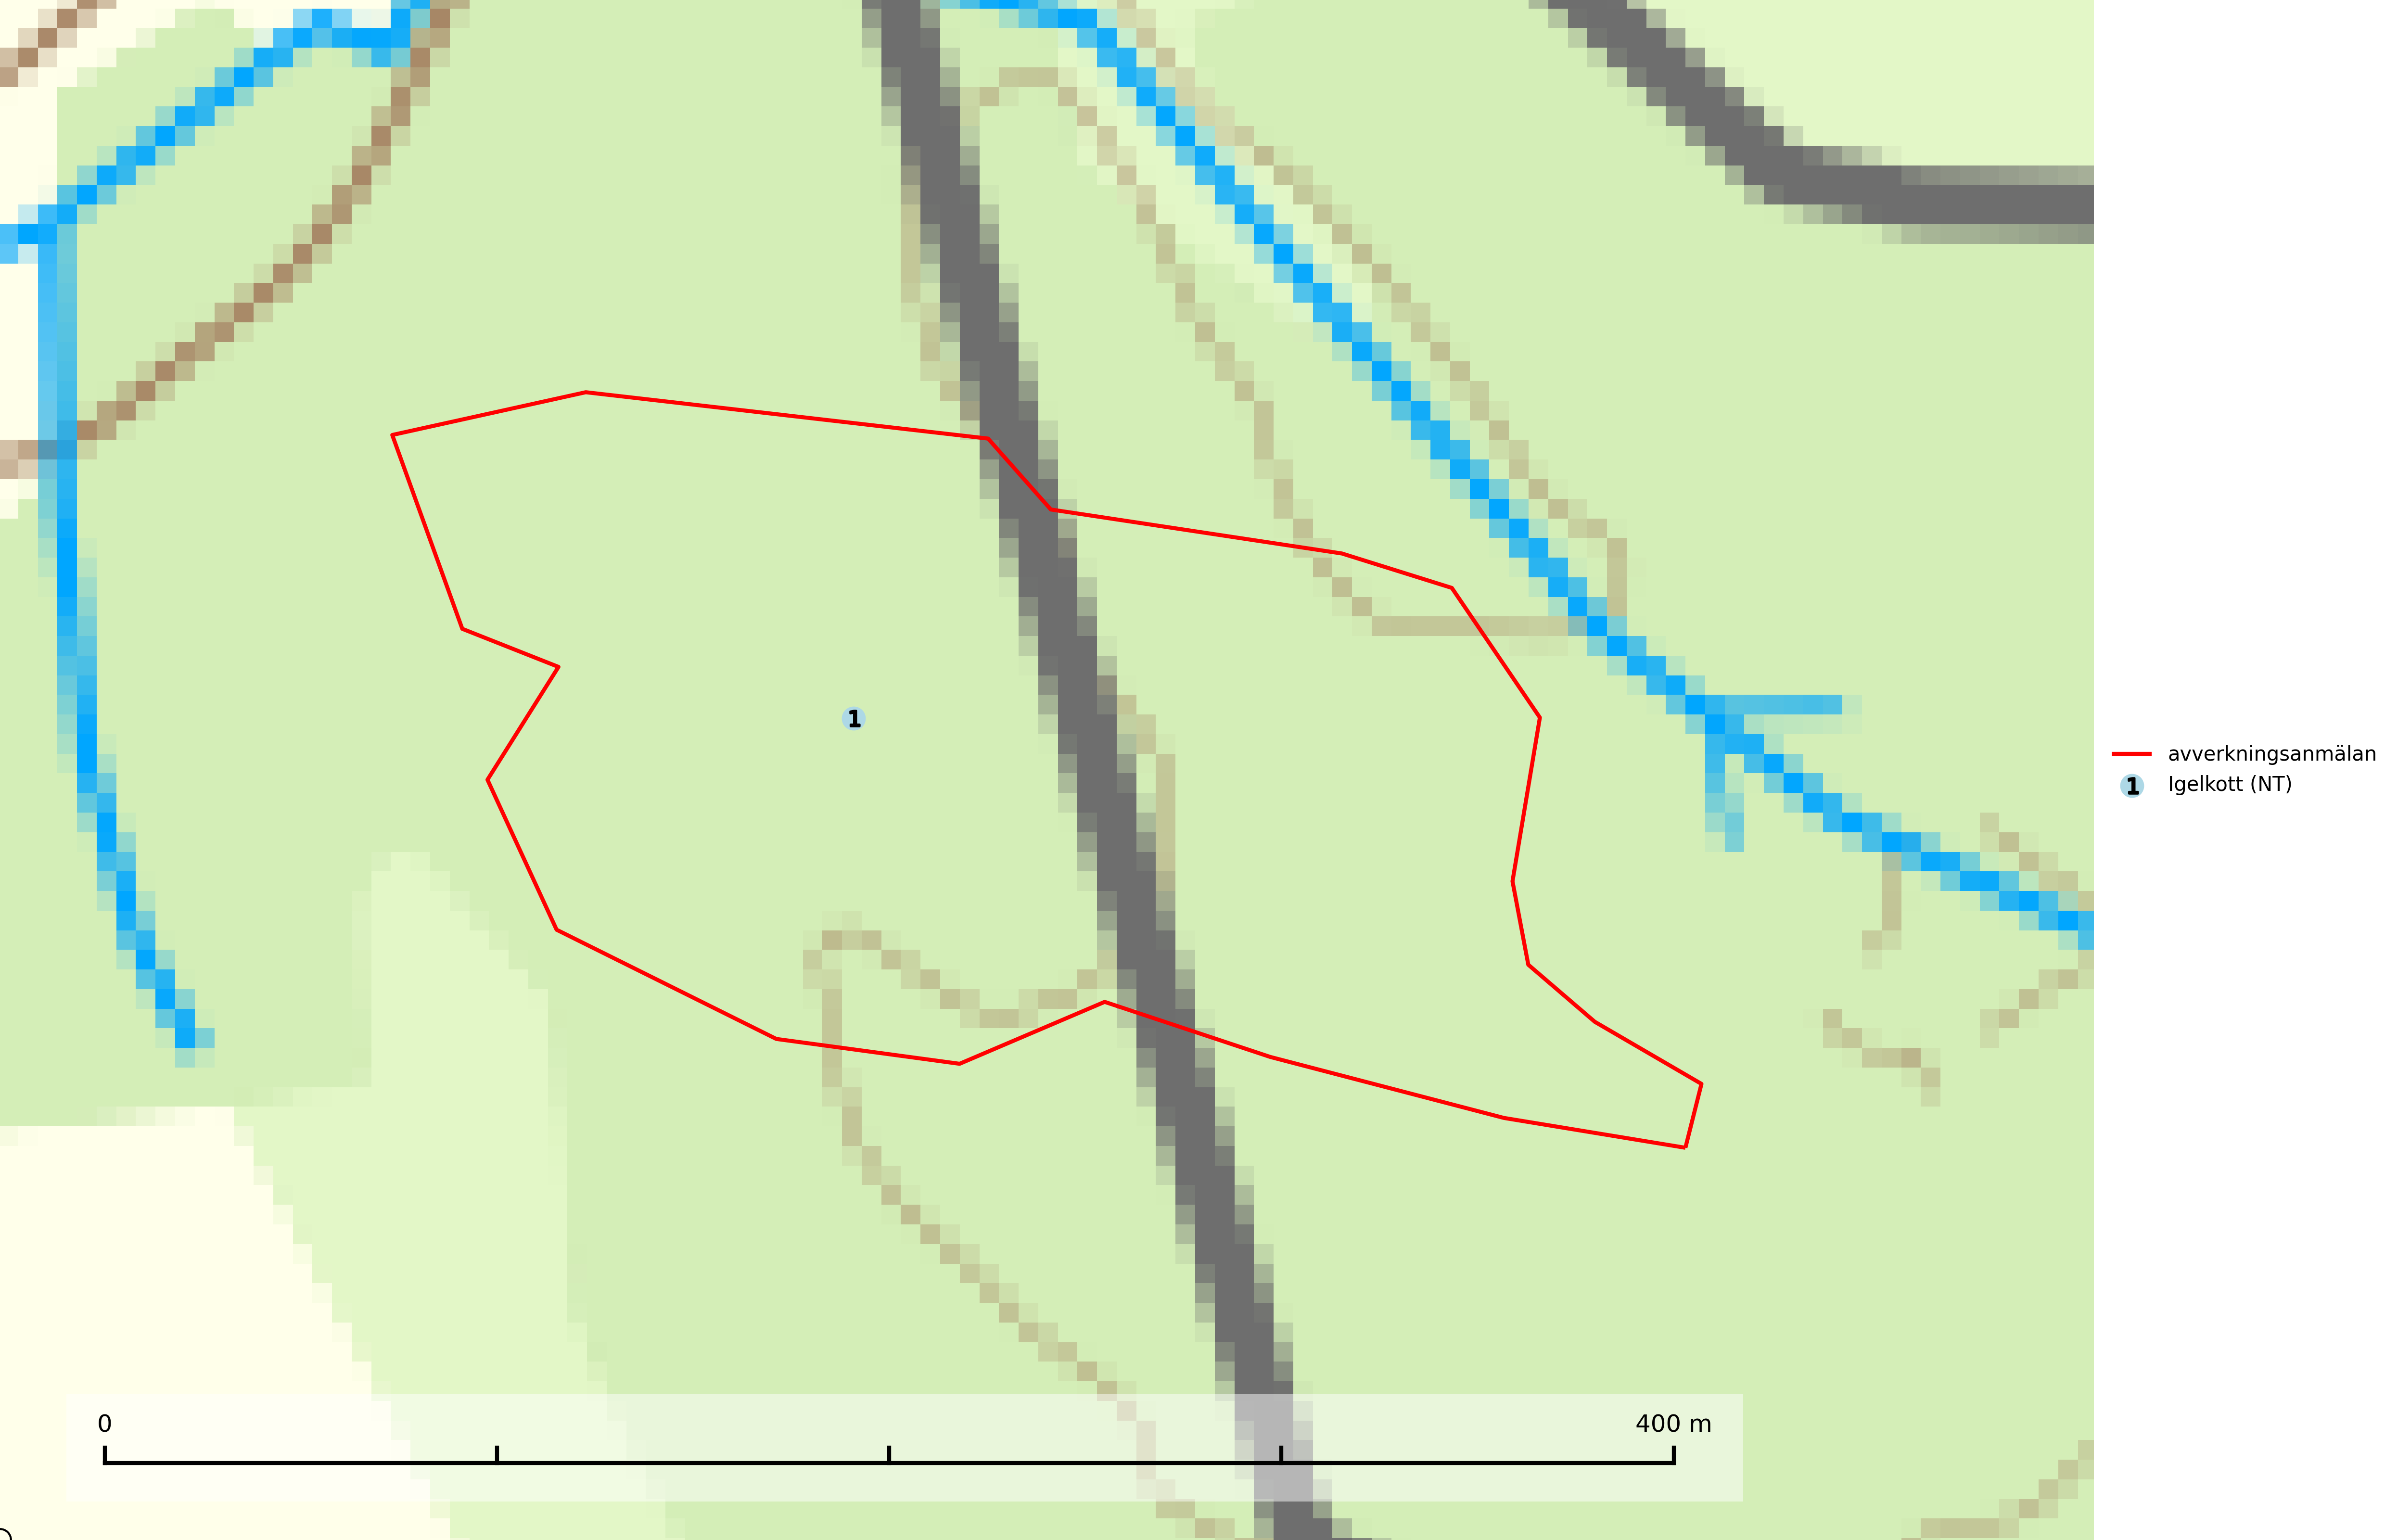 1
avverkningsanmälan
1 Igelkott (NT)
0 400 m